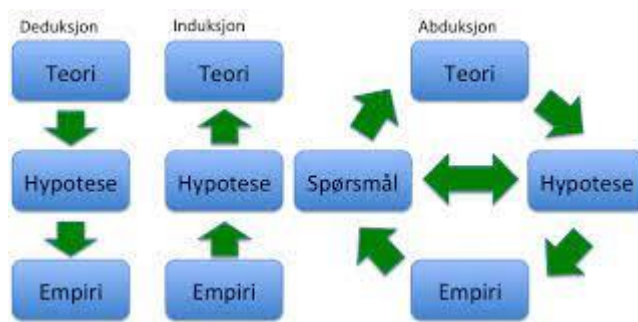 Deduksjon
Teori
Hypotese
Empiri
Induksjon
Teori
Hypotese
Empiri
Abduksjon
Teori
Spørsmål
Hypotese
Empiri